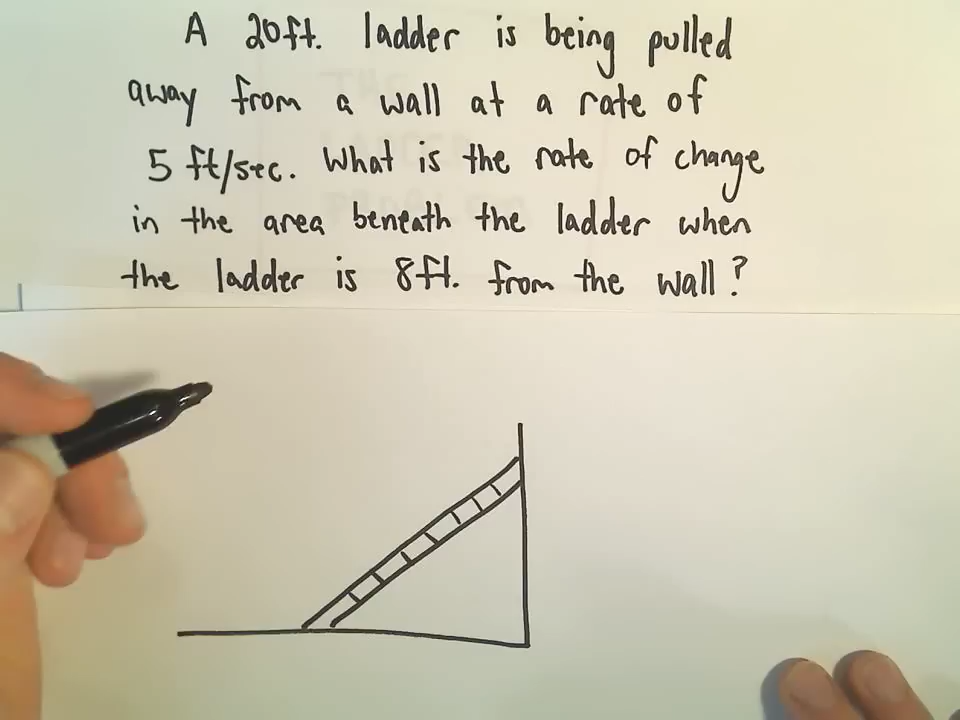 A 20ft. ladder is being pulled
away from a wall at a rate of
5 ft/sec. What is the rate of change
in the area beneath the ladder when
the ladder is 8ft. from the wall?